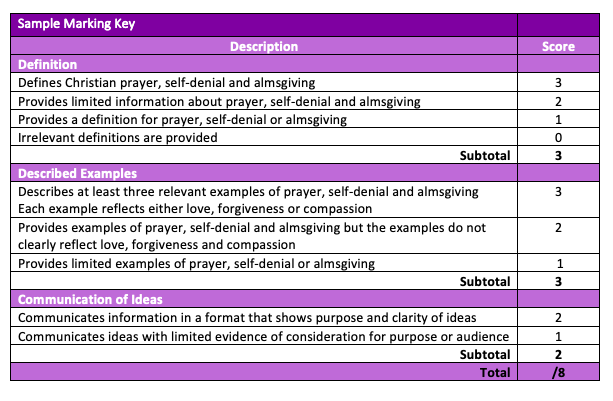 Sample Marking Key
Description Score
Definition
Defines Christian prayer, self-denial and almsgiving 3
Provides limited information about prayer, self-denial and almsgiving 2
Provides a definition for prayer, self-denial or almsgiving 1
Irrelevant definitions are provided 0
Subtotal 3
Described Examples
Describes at least three relevant examples of prayer, self-denial and almsgiving 3
Each example reflects either love, forgiveness or compassion
Provides examples of prayer, self-denial and almsgiving but the examples do not 2
clearly reflect love, forgiveness and compassion
Provides limited examples of prayer, self-denial or almsgiving 1
Subtotal 3
Communication of Ideas
Communicates information in a format that shows purpose and clarity of ideas 2
Communicates ideas with limited evidence of consideration for purpose or audience 1
Subtotal 2
Total /8